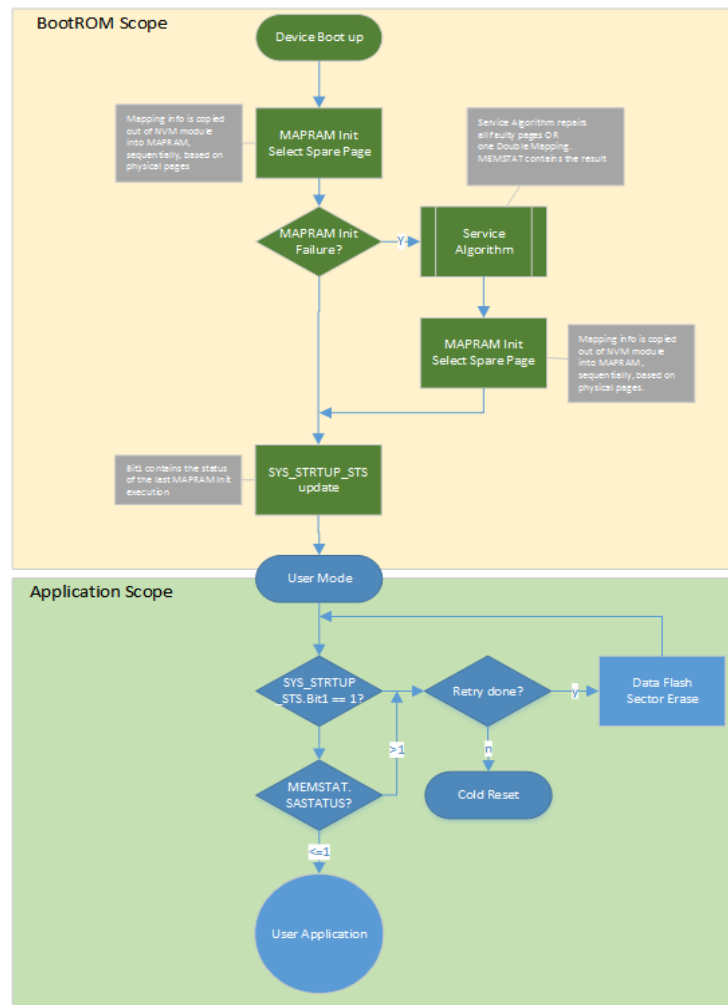 BootROM Scope
Device Boot up
Mapping info is copied
out of NVM module
into MAPRAM,
sequentially, based on
physical pages
MAPRAM Init
Select Spare Page
Service Algorithm repairs
all faulty pages OR
one Double Mapping.
MEMSTAT contains the result
MAPRAM Init
Failure?
Y
Service
Algorithm
MAPRAM Init
Select Spare Page
Mapping info is copied
out of NVM module
into MAPRAM,
sequentially, based on
physical pages.
Bit1 contains the status
of the last MAPRAM Init
execution
SYS_STRTUP_STS
update
User Mode
Application Scope
SYS_STRTUP
_STS.Bit1 == 1?
Retry done?
y
Data Flash
Sector Erase
>1
n
MEMSTAT.
SASTATUS?
Cold Reset
<=1
User Application